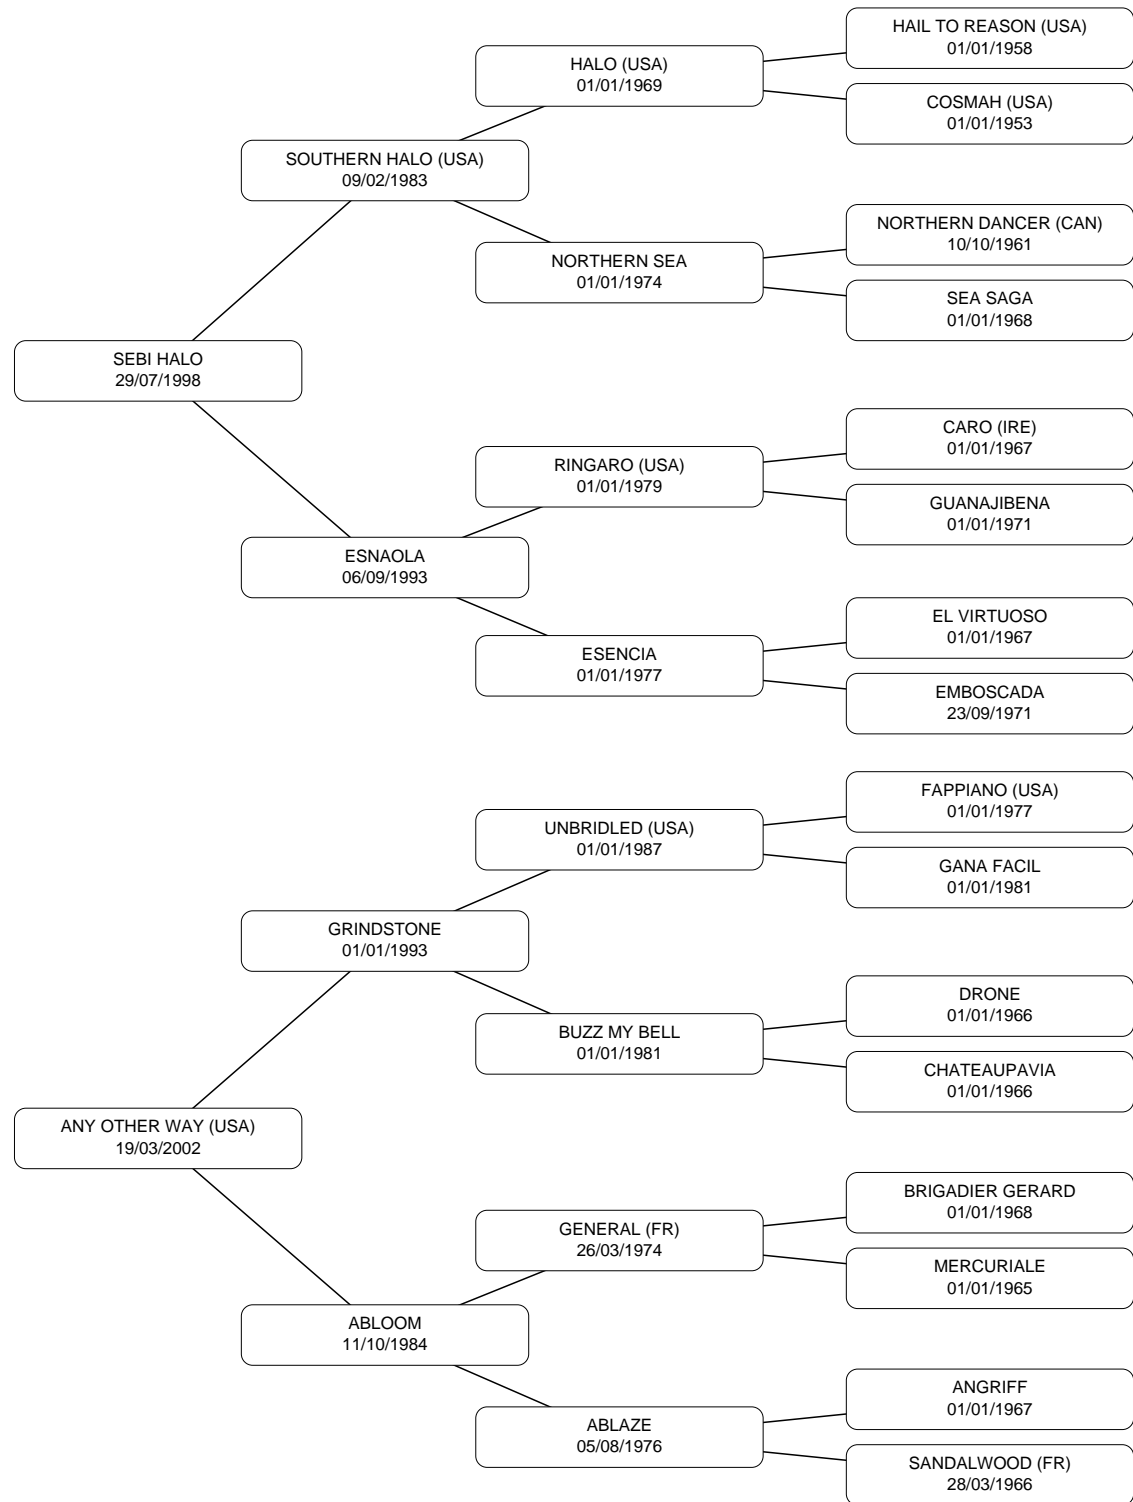 HAIL TO REASON (USA)
01/01/1958
HALO (USA)
01/01/1969
COSMAH (USA)
01/01/1953
SOUTHERN HALO (USA)
09/02/1983
NORTHERN DANCER (CAN)
10/10/1961
NORTHERN SEA
01/01/1974
SEA SAGA
01/01/1968
SEBI HALO
29/07/1998
CARO (IRE)
01/01/1967
RINGARO (USA)
01/01/1979
GUANAJIBENA
01/01/1971
ESNAOLA
06/09/1993
EL VIRTUOSO
01/01/1967
ESENCIA
01/01/1977
EMBOSCADA
23/09/1971
FAPPIANO (USA)
01/01/1977
UNBRIDLED (USA)
01/01/1987
GANA FACIL
01/01/1981
GRINDSTONE
01/01/1993
DRONE
01/01/1966
BUZZ MY BELL
01/01/1981
CHATEAUPAVIA
01/01/1966
ANY OTHER WAY (USA)
19/03/2002
BRIGADIER GERARD
01/01/1968
GENERAL (FR)
26/03/1974
MERCURIALE
01/01/1965
ABLOOM
11/10/1984
ANGRIFF
01/01/1967
ABLAZE
05/08/1976
SANDALWOOD (FR)
28/03/1966